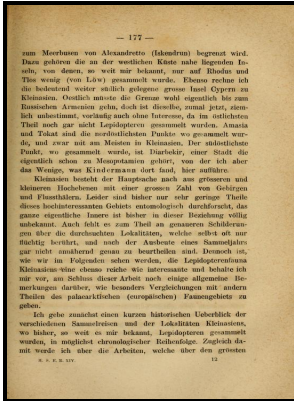 — 177 —
zum Meerbusen von Alexandrette (Iskendrun) begrenzt wird.
Dazu gehören die an der westlichen Küste nahe liegenden In-
seln, von denen, so weit mir bekannt, nur auf Rhodus und
Tlos wenig (von Löw) gesammelt wurde. Ebenso rechne ich
die bedeutend weiter südlich gelegene grosse Insel Cypern zu
Kleinasien. Oestlich müsste die Grenze wohl eigentlich bis zum
Russischen Armenien gehn, doch ist dieselbe, zumal jetzt, ziem-
lich unbestimmt, vorläufig auch ohne Interesse, da im östlichsten
Theil noch gar nicht Lepidopteren gesammelt wurden. Amasia
und Tokat sind die nordöstlichsten Punkte wo gesammelt wur-
de, und zwar mit am Meisten in Kleinasien. Der südöstlichste
Punkt, wo gesammelt wurde, ist Diarbekir, einer Stadt die
eigentlich schon zu Mesopotamien gehört, von der ich aber
das Wenige, was Kindermann dort fand, hier aufführe.
Kleinasien besteht der Hauptsache nach aus grösseren und
kleineren Hochebenen mit einer grossen Zahl von Gebirgen
und Flussthälern. Leider sind bisher nur sehr geringe Theile
dieses hochinteressanten Gebiets entomologisch durchforscht, das
ganze eigentliche Innere ist bisher in dieser Beziehung völlig
unbekannt. Auch fehlt es zum Theil an genaueren Schilderun-
gen über die durchsuchten Lokalitäten, welche selbst oft nur
flüchtig berührt, und nach der Ausbeute eines Sammeljahres
gar nicht annähernd genau zu beurtheilen sind. Dennoch ist,
wie wir im Folgenden sehen werden, die Lepidopterenfauna
Kleinasiens eine ebenso reiche wie interessante und behalte ich
mir vor, am Schluss dieser Arbeit noch einige allgemeine Be-
merkungen darüber, wie besonders Vergleichungen mit andern
Theilen des palaearktischen (europäischen) Faunengebiets zu
geben.
Ich gebe zunächst einen kurzen historischen Ueberblick der
verschiedenen Sammelreisen und der Lokalitäten Kleinasiens,
wo bisher, so weit es mir bekannt, Lepidopteren gesammelt
wurden, in möglichst chronologischer Reihenfolge. Zugleich da-
mit werde ich über die Arbeiten, welche über den grössten
H. S. E. R. XIV. 12